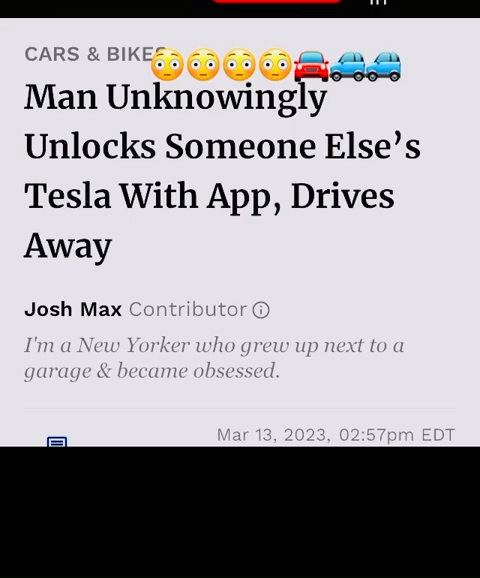 in
CARS & BIKES
Man Unknowingly
Unlocks Someone Else’s
Tesla With App, Drives
Away
Josh Max Contributor
I'm a New Yorker who grew up next to a
garage & became obsessed.
Mar 13, 2023, 02:57pm EDT